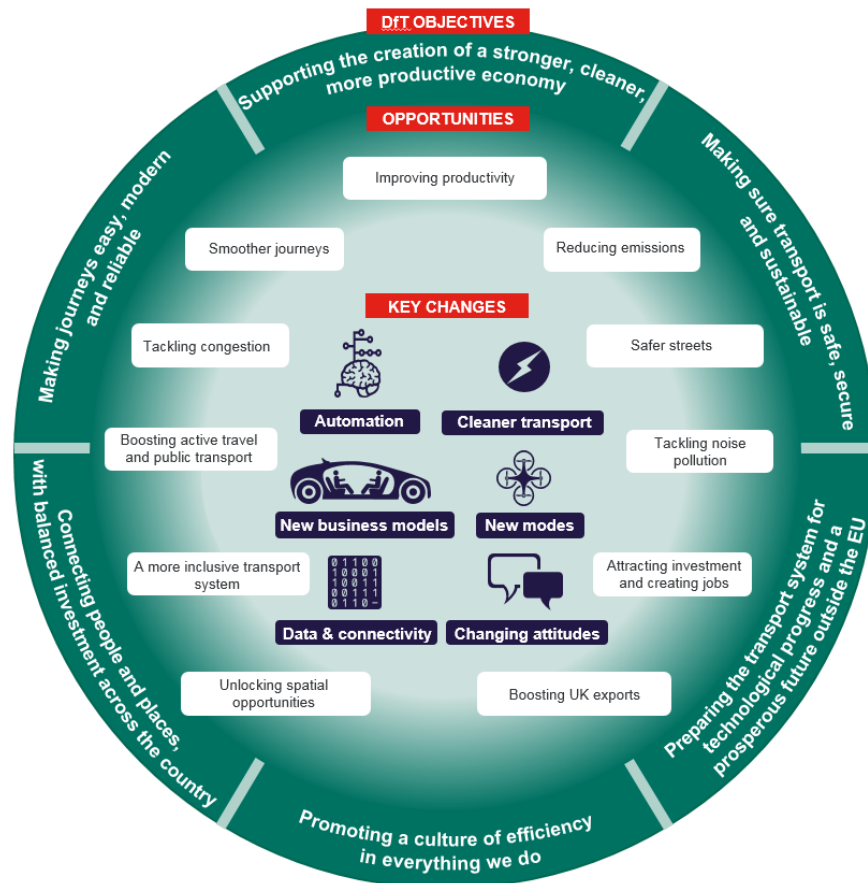 DfT OBJECTIVES
Supporting the creation of a stronger, cleaner,
more productive economy
OPPORTUNITIES
Improving productivity
Making journeys easy, modern
and reliable
Making sure transport is safe, secure
and sustainable
Smoother journeys
Reducing emissions
KEY CHANGES
Tackling congestion
Safer streets
Automation
Cleaner transport
Boosting active travel
and public transport
Tackling noise
pollution
New business models
New modes
A more inclusive transport
system
01100
10001
10011
00111
0110–
Attracting investment
and creating jobs
Data & connectivity
Changing attitudes
Connecting people and places,
with balanced investment across the country
Preparing the transport system for
technological progress and a
prosperous future outside the EU
Unlocking spatial
opportunities
Boosting UK exports
Promoting a culture of efficiency
in everything we do